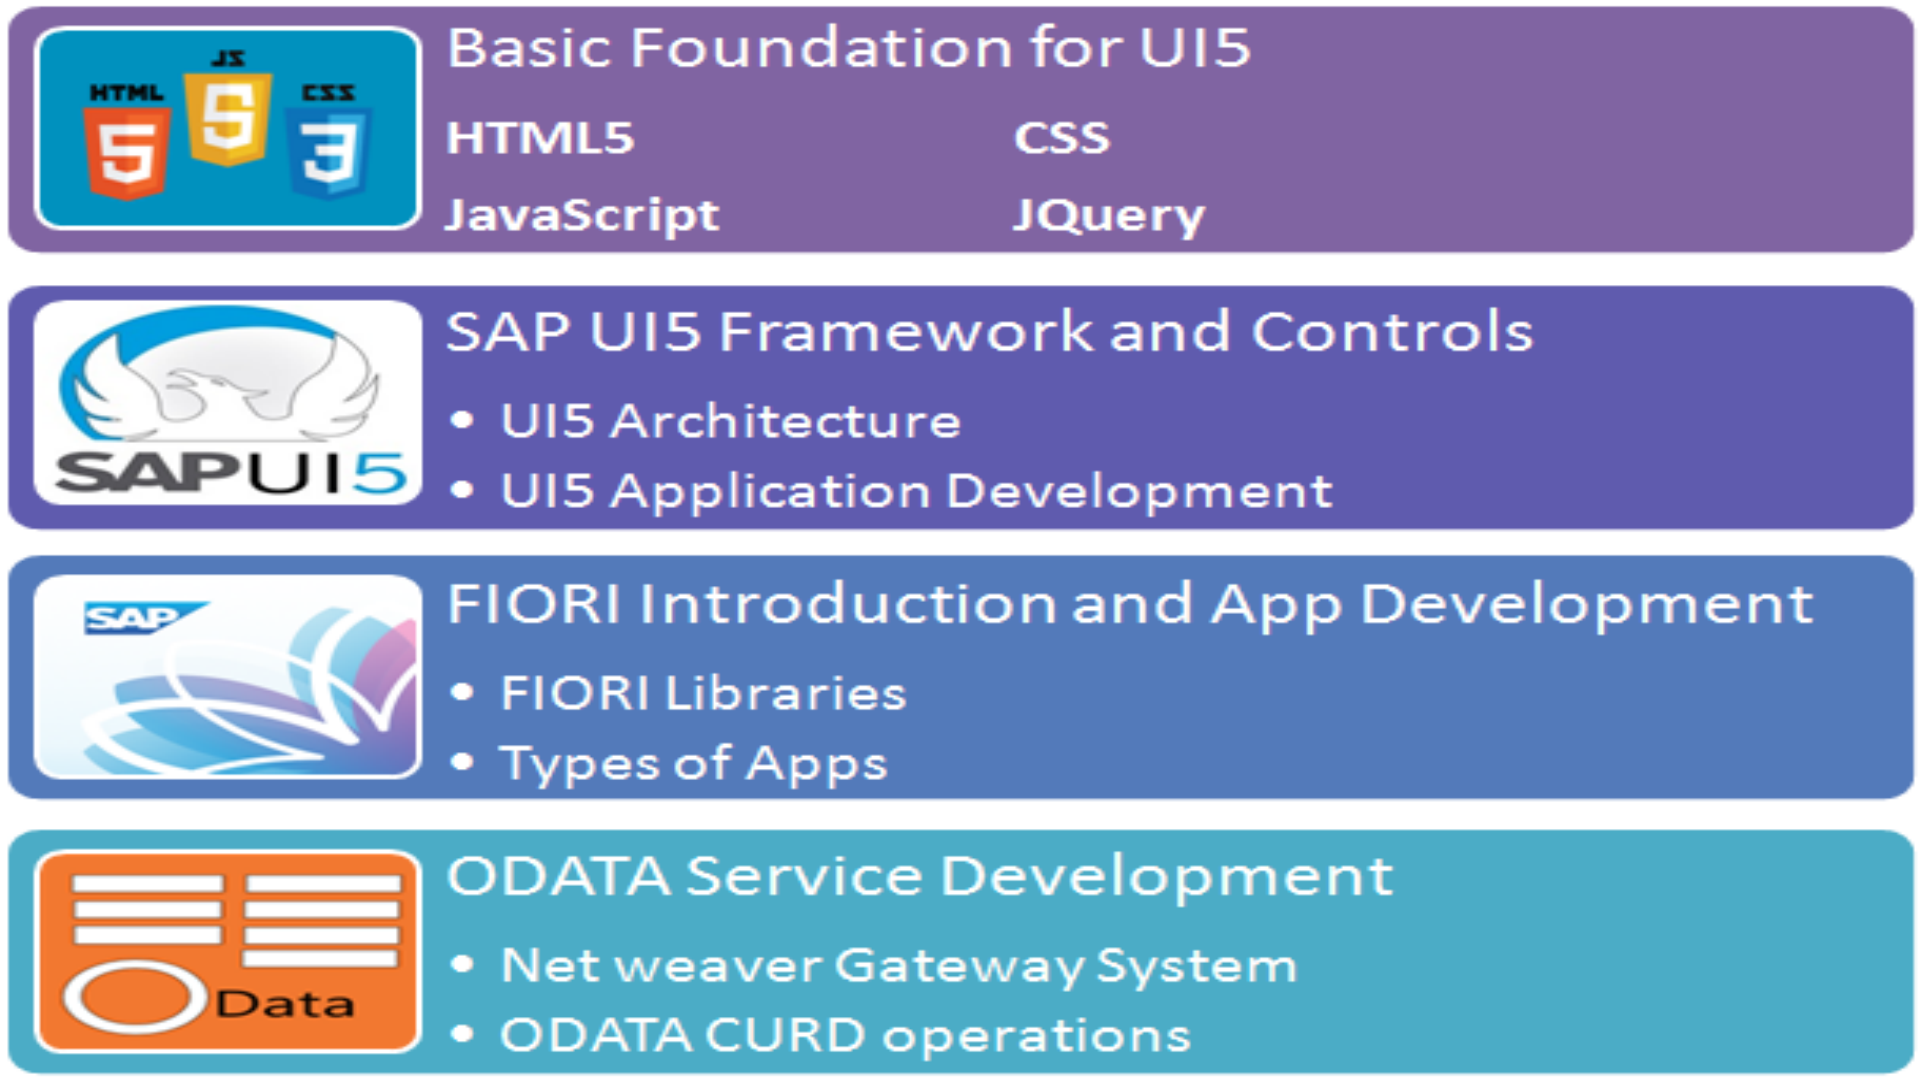 Basic Foundation for UI5
HTML5 CSS
JavaScript JQuery
JS
HTML CSS
5 5 3
SAP UI5 Framework and Controls
• UI5 Architecture
• UI5 Application Development
SAPUI5
FIORI Introduction and App Development
• FIORI Libraries
• Types of Apps
SAP
ODATA Service Development
• Net weaver Gateway System
• ODATA CURD operations
Data